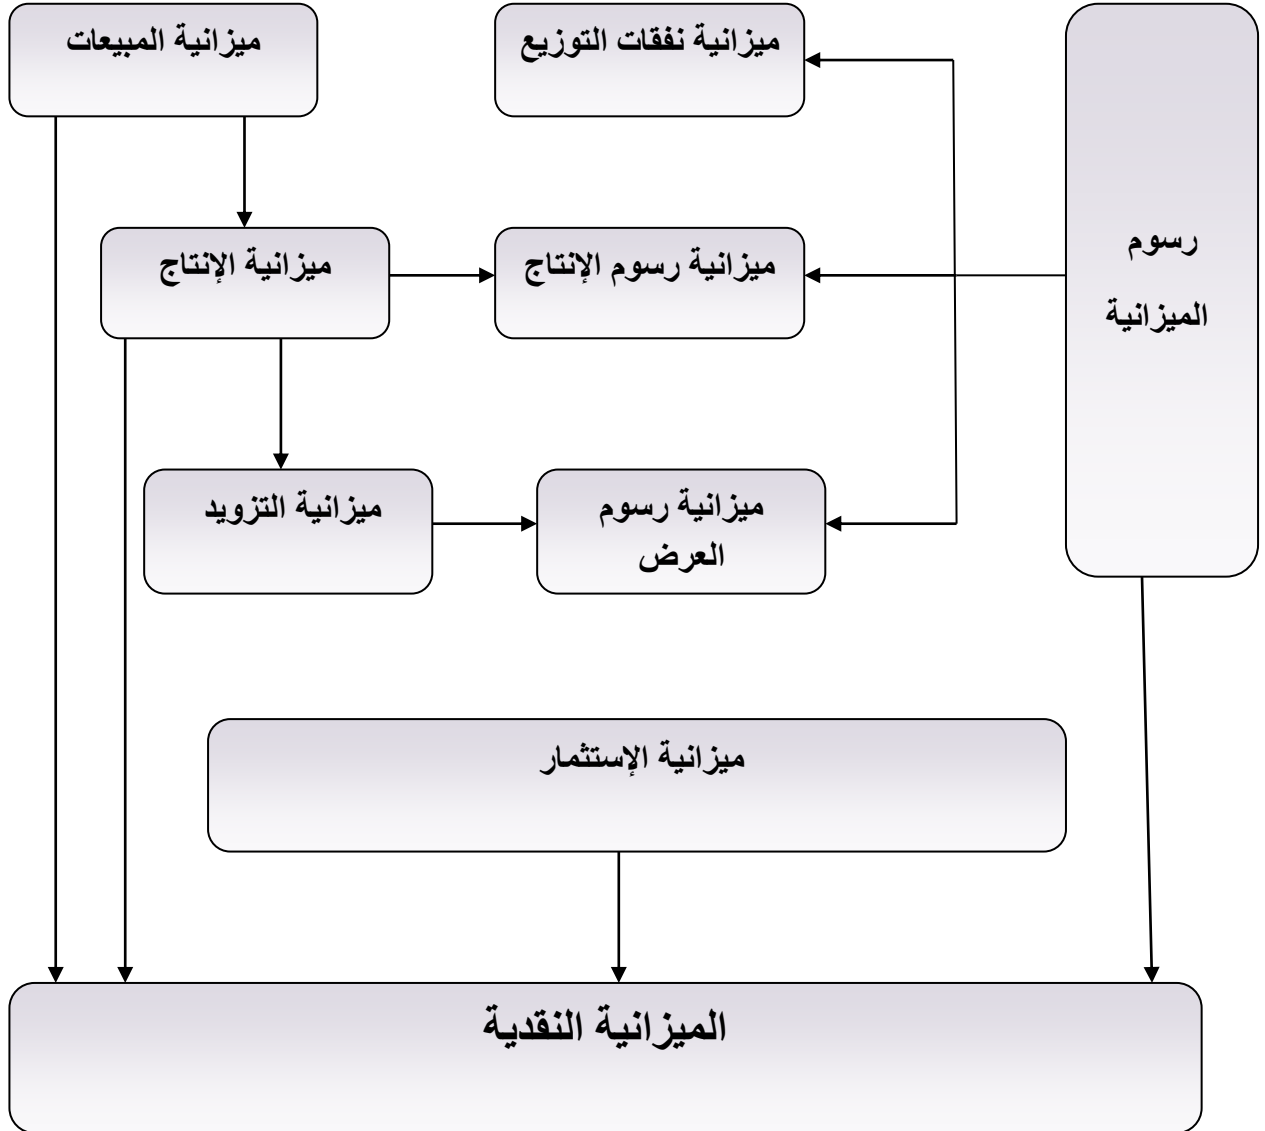 ميزانية المبيعات
ميزانية نفقات التوزيع
رسوم
الميزانية
ميزانية الإنتاج
ميزانية رسوم الإنتاج
ميزانية التزويد
ميزانية رسوم
العرض
ميزانية الإستثمار
الميزانية النقدية